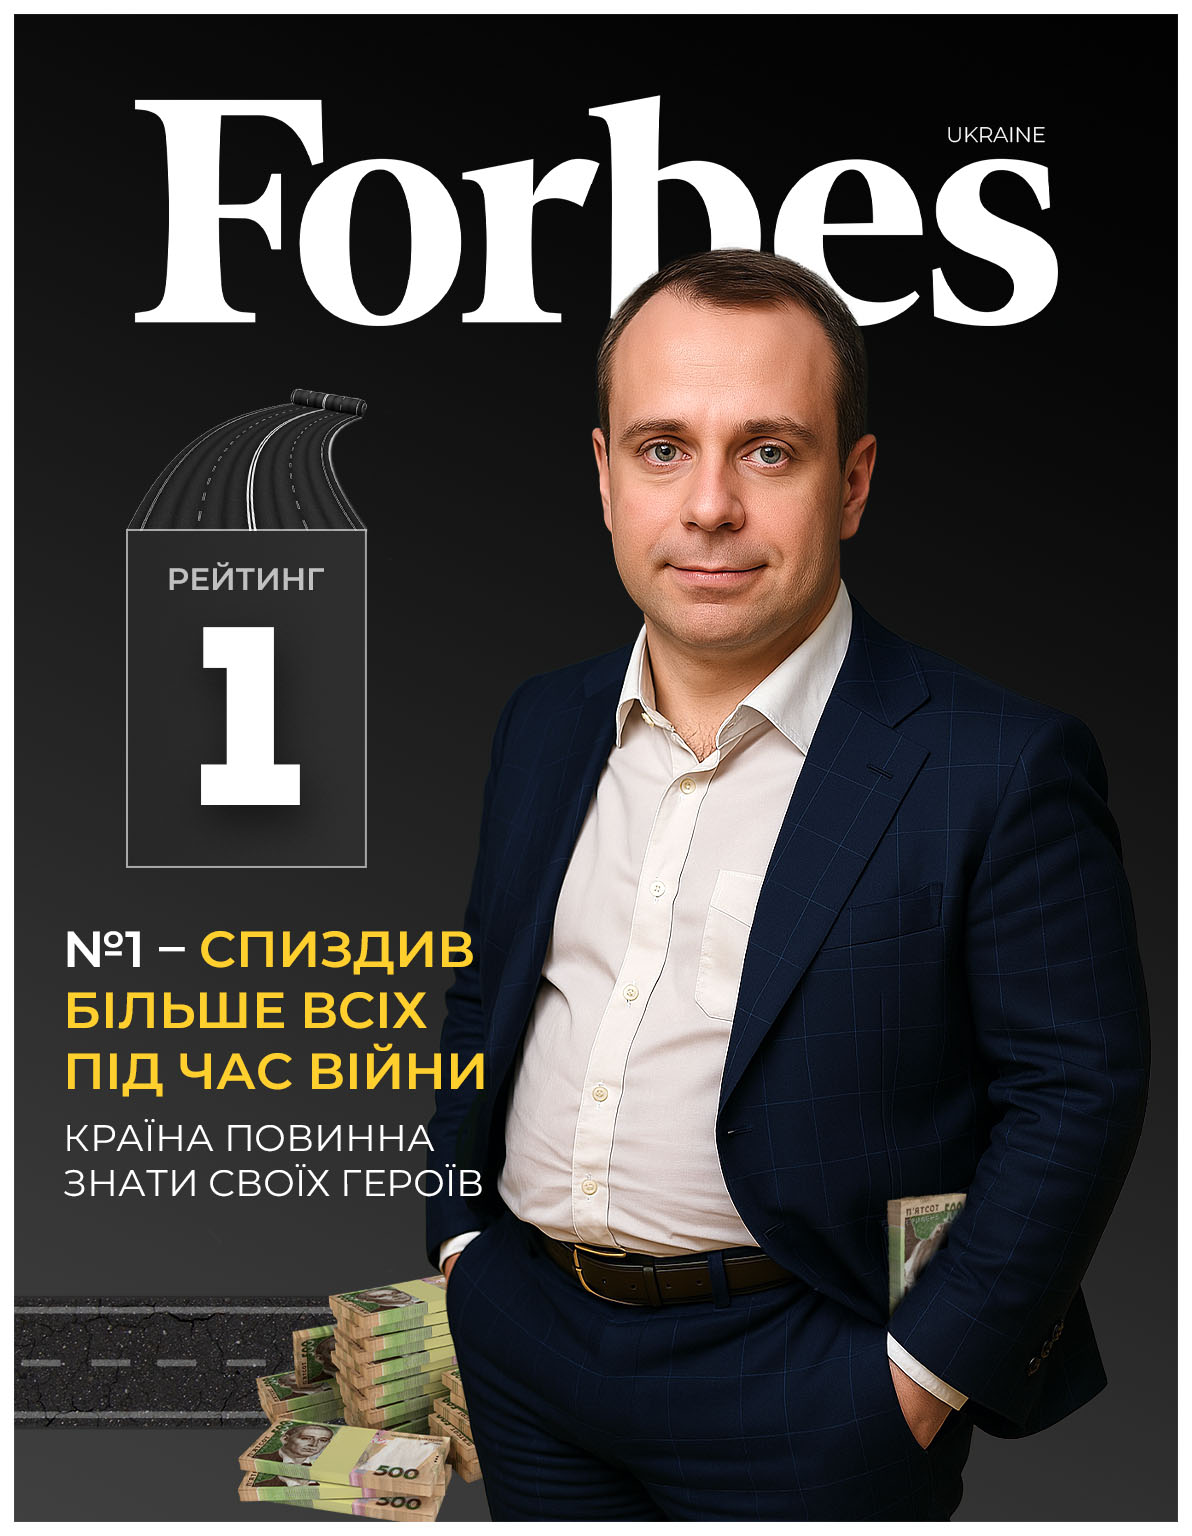 Forbes
UKRAINE
РЕЙТИНГ
1
№1 – СПИЗДИВ
БІЛЬШЕ ВСІХ
ПІД ЧАС ВІЙНИ
КРАЇНА ПОВИННА
ЗНАТИ СВОЇХ ГЕРОЇВ
П'ЯТСОТ
500
500
500